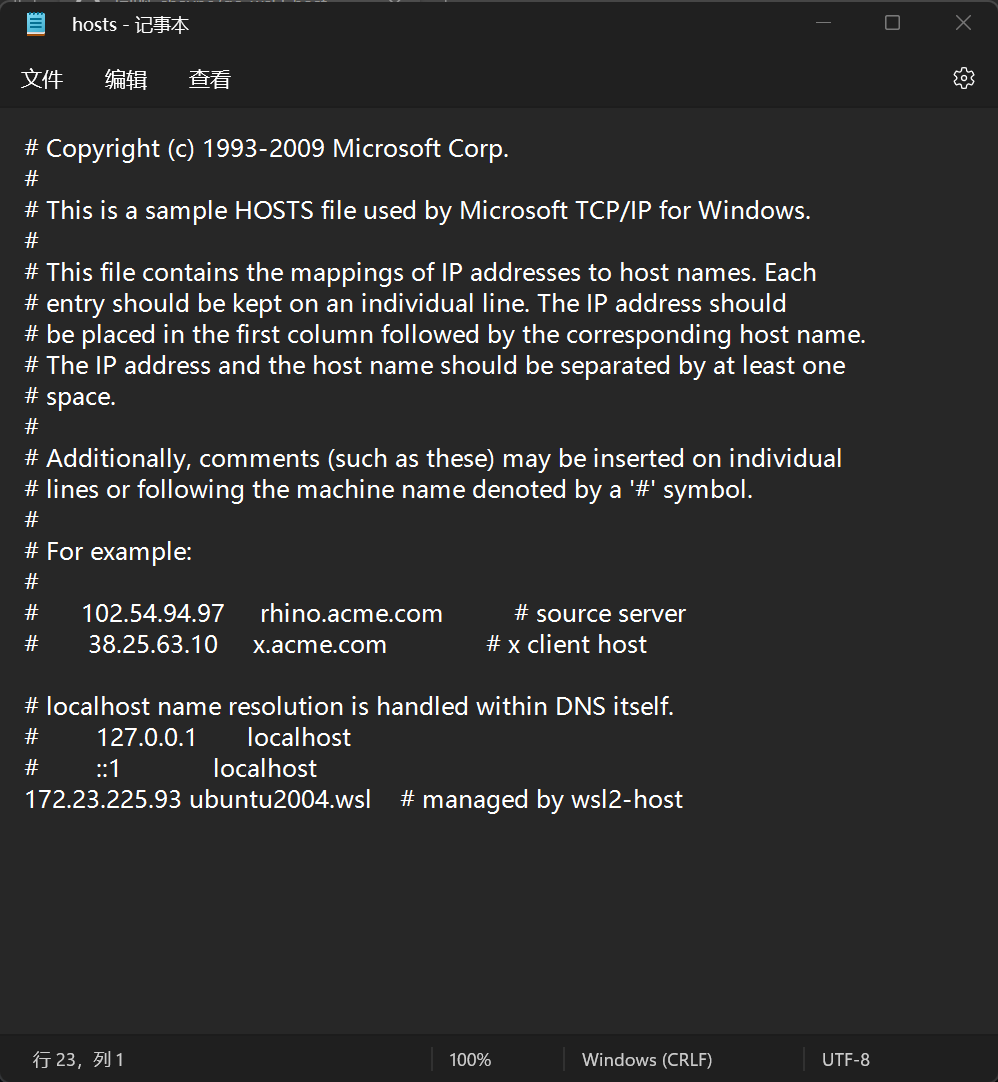 hosts - 记事本
文件 编辑 查看
# Copyright (c) 1993-2009 Microsoft Corp.
#
# This is a sample HOSTS file used by Microsoft TCP/IP for Windows.
#
# This file contains the mappings of IP addresses to host names. Each
# entry should be kept on an individual line. The IP address should
# be placed in the first column followed by the corresponding host name.
# The IP address and the host name should be separated by at least one
# space.
#
# Additionally, comments (such as these) may be inserted on individual
# lines or following the machine name denoted by a '#' symbol.
#
# For example:
#
#      102.54.94.97     rhino.acme.com          # source server
#       38.25.63.10     x.acme.com              # x client host

# localhost name resolution is handled within DNS itself.
#        127.0.0.1       localhost
#        ::1             localhost
172.23.225.93 ubuntu2004.wsl    # managed by wsl2-host
行 23，列 1 100% Windows (CRLF) UTF-8